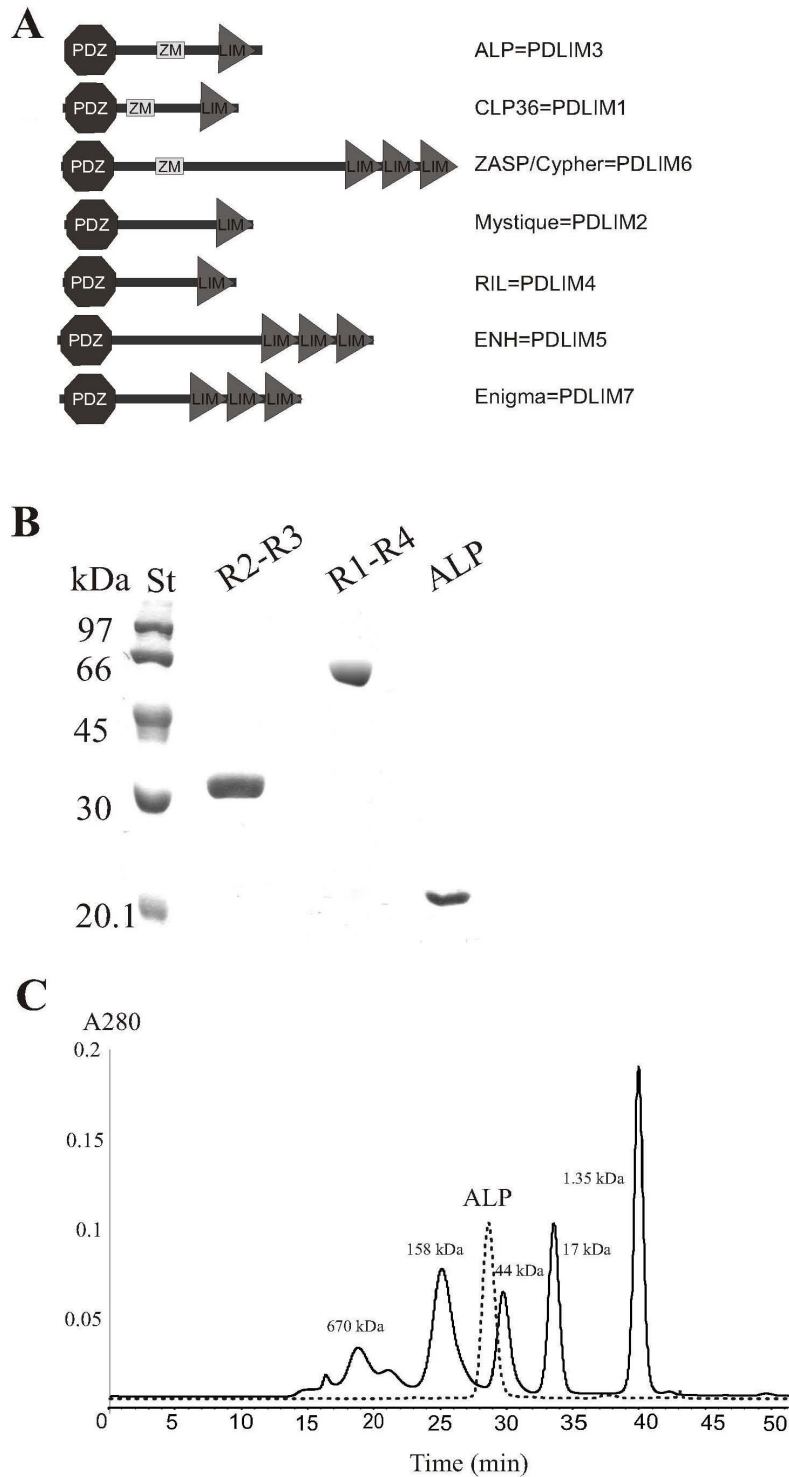 A
PDZ ZM LIM ALP=PDLIM3
PDZ ZM LIM CLP36=PDLIM1
PDZ ZM LIM LIM LIM ZASP/Cypher=PDLIM6
PDZ LIM Mystique=PDLIM2
PDZ LIM RIL=PDLIM4
PDZ LIM LIM LIM ENH=PDLIM5
PDZ LIM LIM LIM Enigma=PDLIM7
B
kDa St R2-R3 R1-R4 ALP
97
66
45
30
20.1
C
A280
0.2
0.15
0.1
0.05
670 kDa
158 kDa
ALP
44 kDa
17 kDa
1.35 kDa
0 5 10 15 20 25 30 35 40 45 50
Time (min)